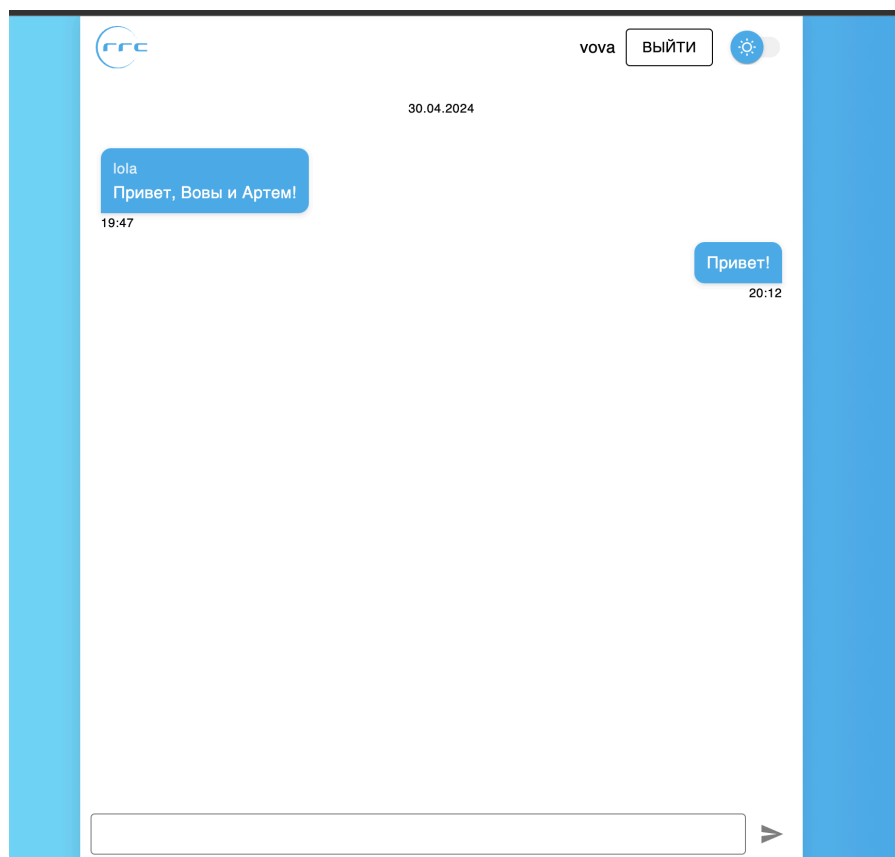 rrc
vova
ВЫЙТИ
30.04.2024
lola
Привет, Вовы и Артем!
19:47
Привет!
20:12